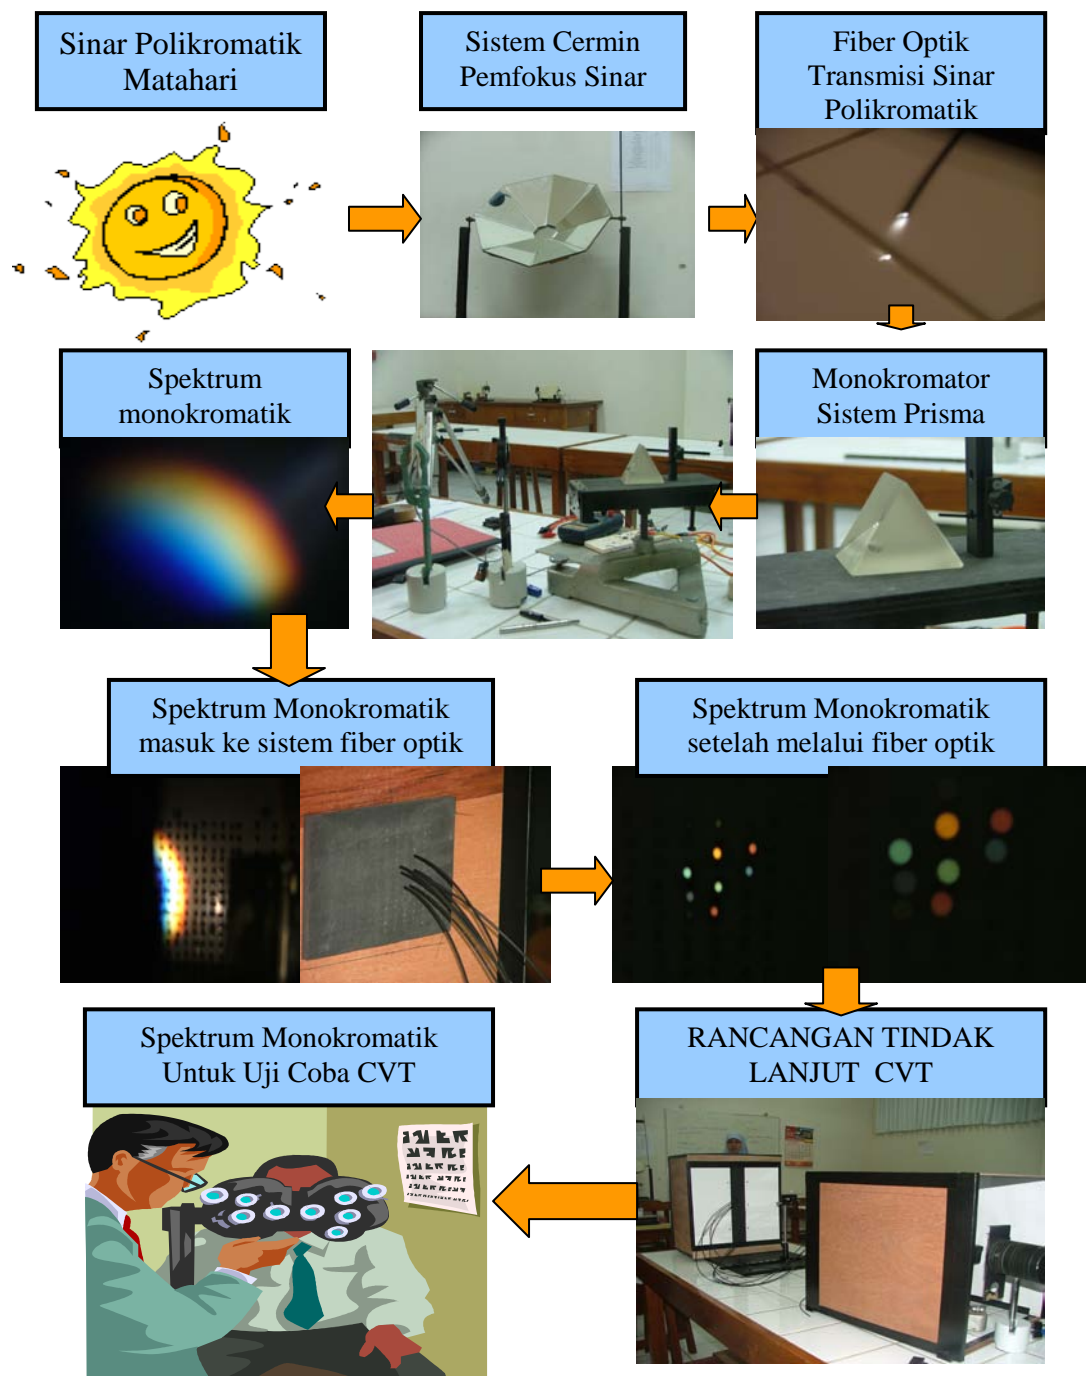 Sinar Polikromatik
Matahari
Sistem Cermin
Pemfokus Sinar
Fiber Optik
Transmisi Sinar
Polikromatik
Spektrum
monokromatik
Monokromator
Sistem Prisma
Spektrum Monokromatik
masuk ke sistem fiber optik
Spektrum Monokromatik
setelah melalui fiber optik
Spektrum Monokromatik
Untuk Uji Coba CVT
RANCANGAN TINDAK
LANJUT CVT